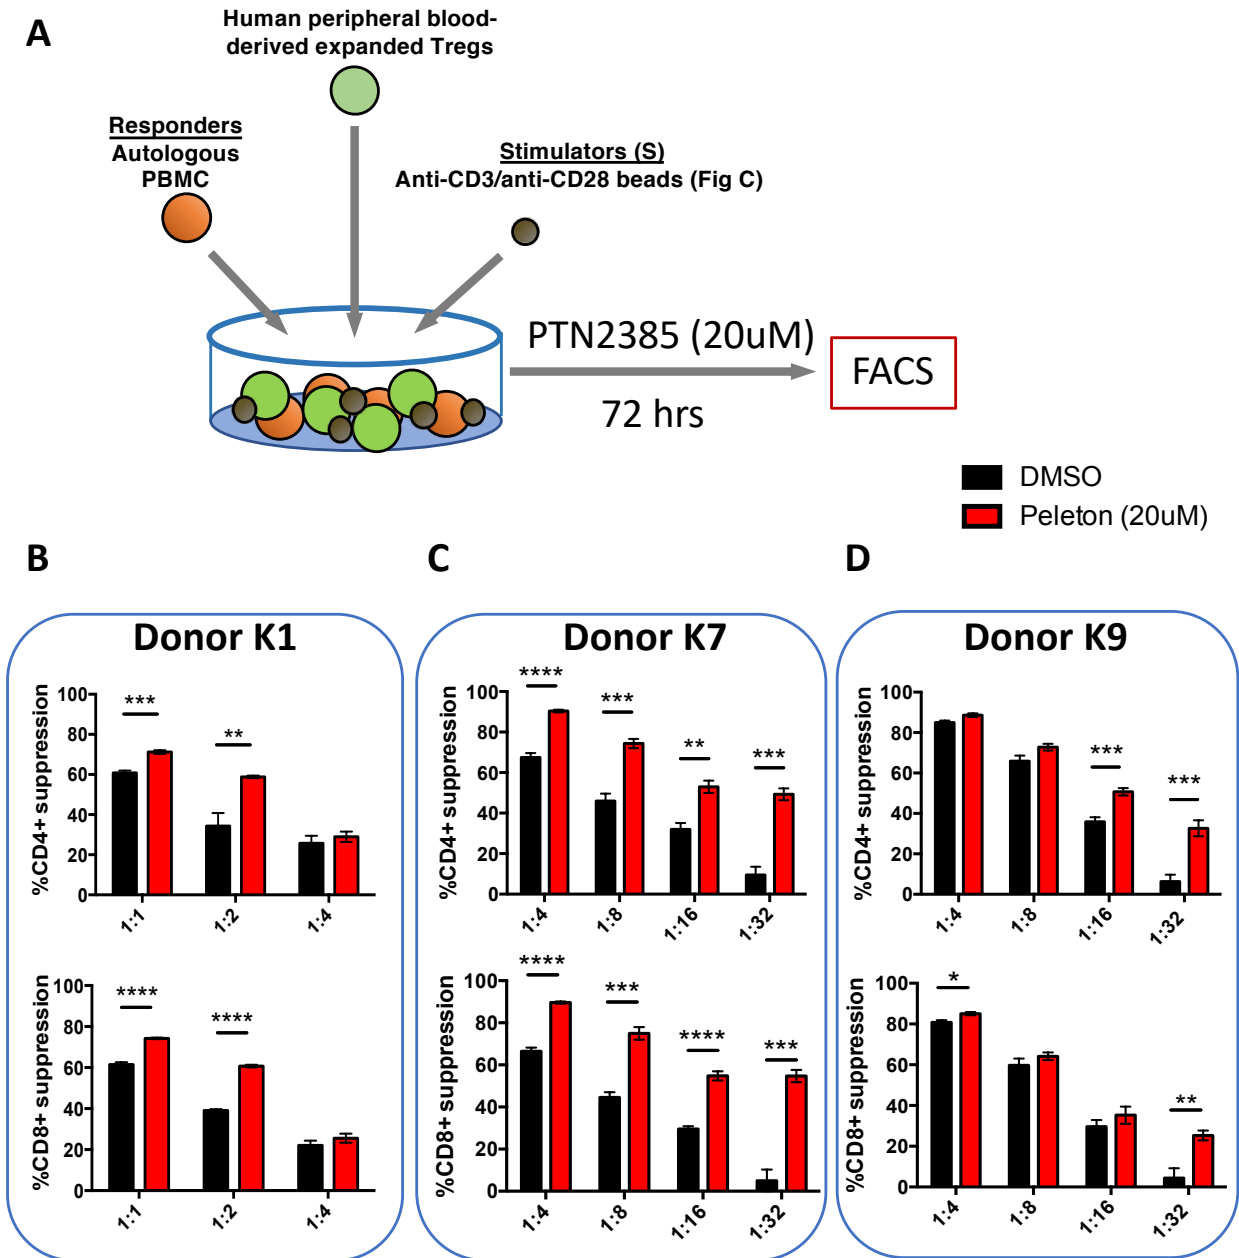 A
Human peripheral blood-
derived expanded Tregs
Responders
Autologous
PBMC
Stimulators (S)
Anti-CD3/anti-CD28 beads (Fig C)
PTN2385 (20uM)
72 hrs
FACS
DMSO
Peleton (20uM)
B
C
D
Donor K1
%CD4+ suppression
100
80
60
40
20
0
***
**
1:1
1:2
1:4
%CD8+ suppression
100
80
60
40
20
0
****
****
1:1
1:2
1:4
Donor K7
%CD4+ suppression
100
80
60
40
20
0
****
***
**
***
1:4
1:8
1:16
1:32
%CD8+ suppression
100
80
60
40
20
0
****
***
****
***
1:4
1:8
1:16
1:32
Donor K9
%CD4+ suppression
100
80
60
40
20
0
***
***
1:4
1:8
1:16
1:32
%CD8+ suppression
100
80
60
40
20
0
*
**
1:4
1:8
1:16
1:32